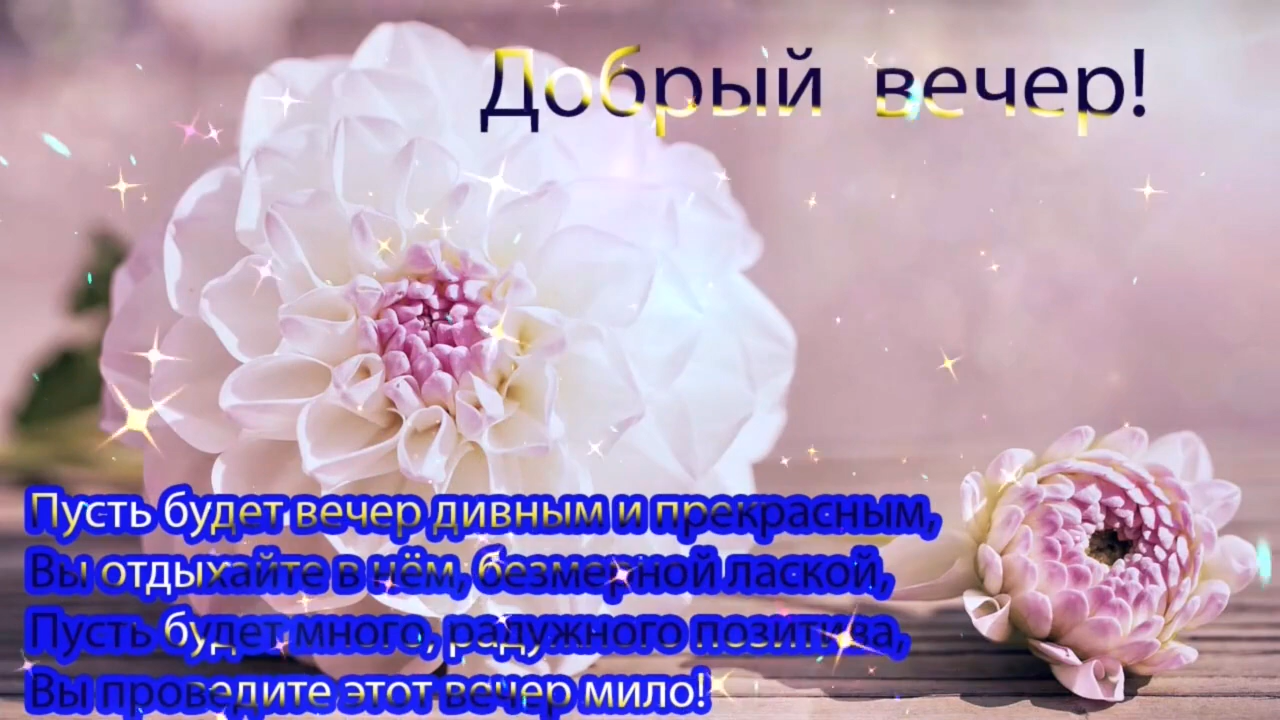 Добрый вечер!
Пусть будет вечер дивным и прекрасным,
Вы отдыхайте в нём, безмерной лаской,
Пусть будет много, радужного позитива,
Вы проведите этот вечер мило!